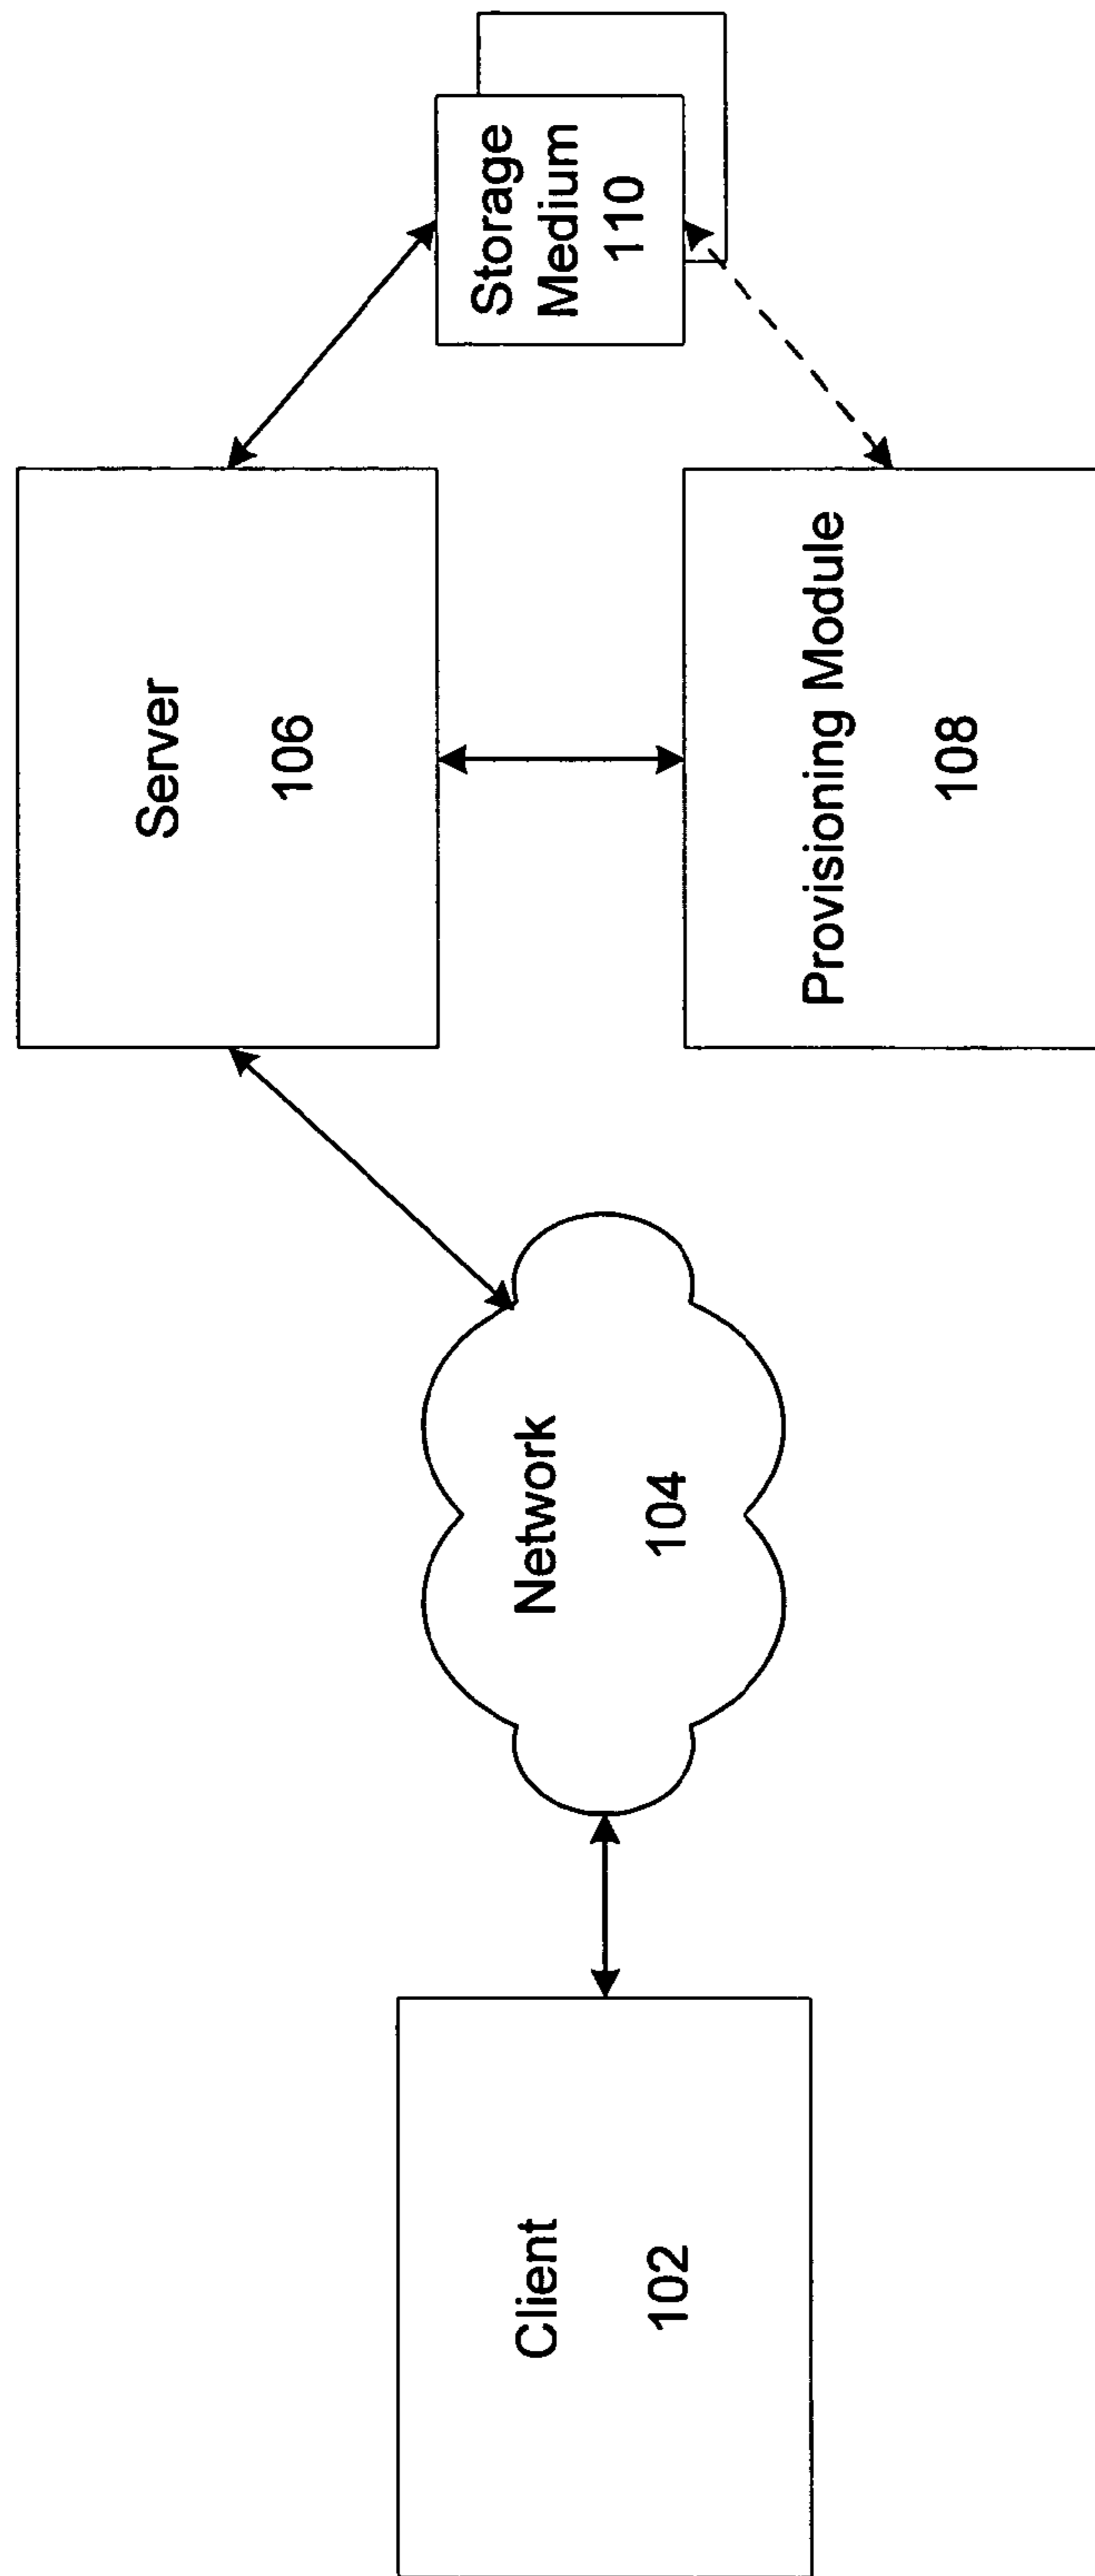 Client
102
Network
104
Server
106
Provisioning Module
108
Storage
Medium
110